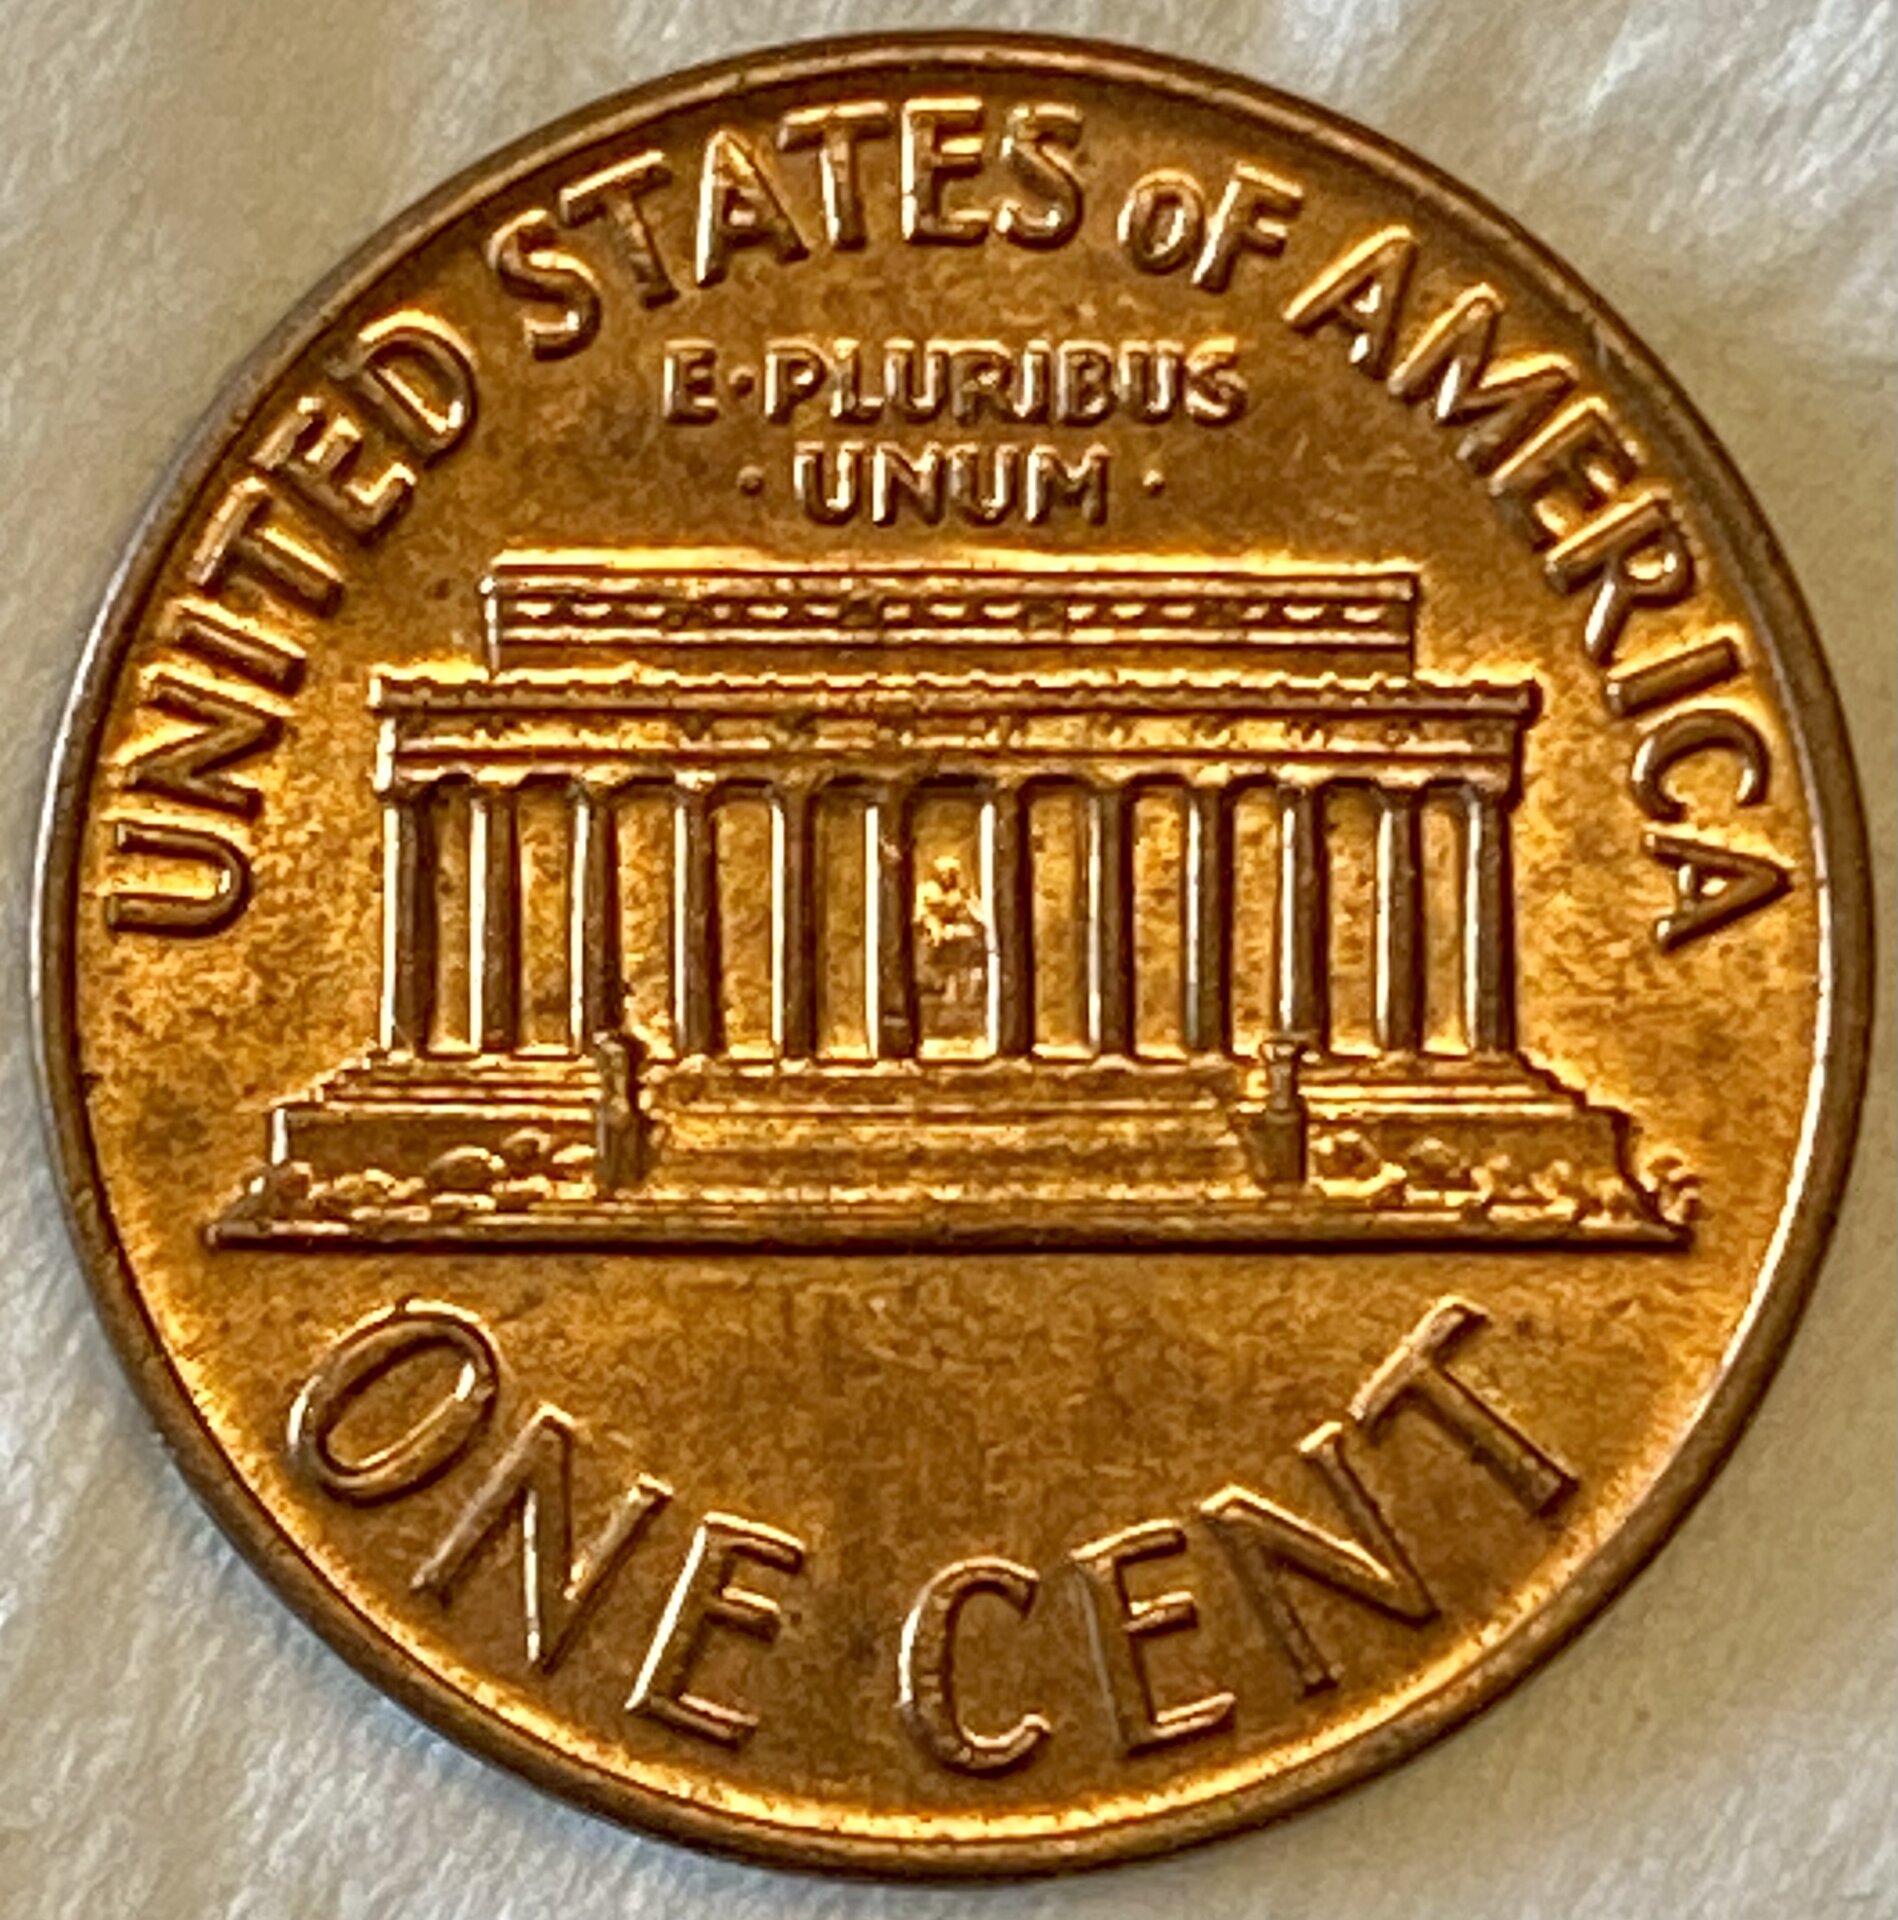 UNITED STATES OF AMERICA
E·PLURIBUS
·UNUM·
ONE CENT